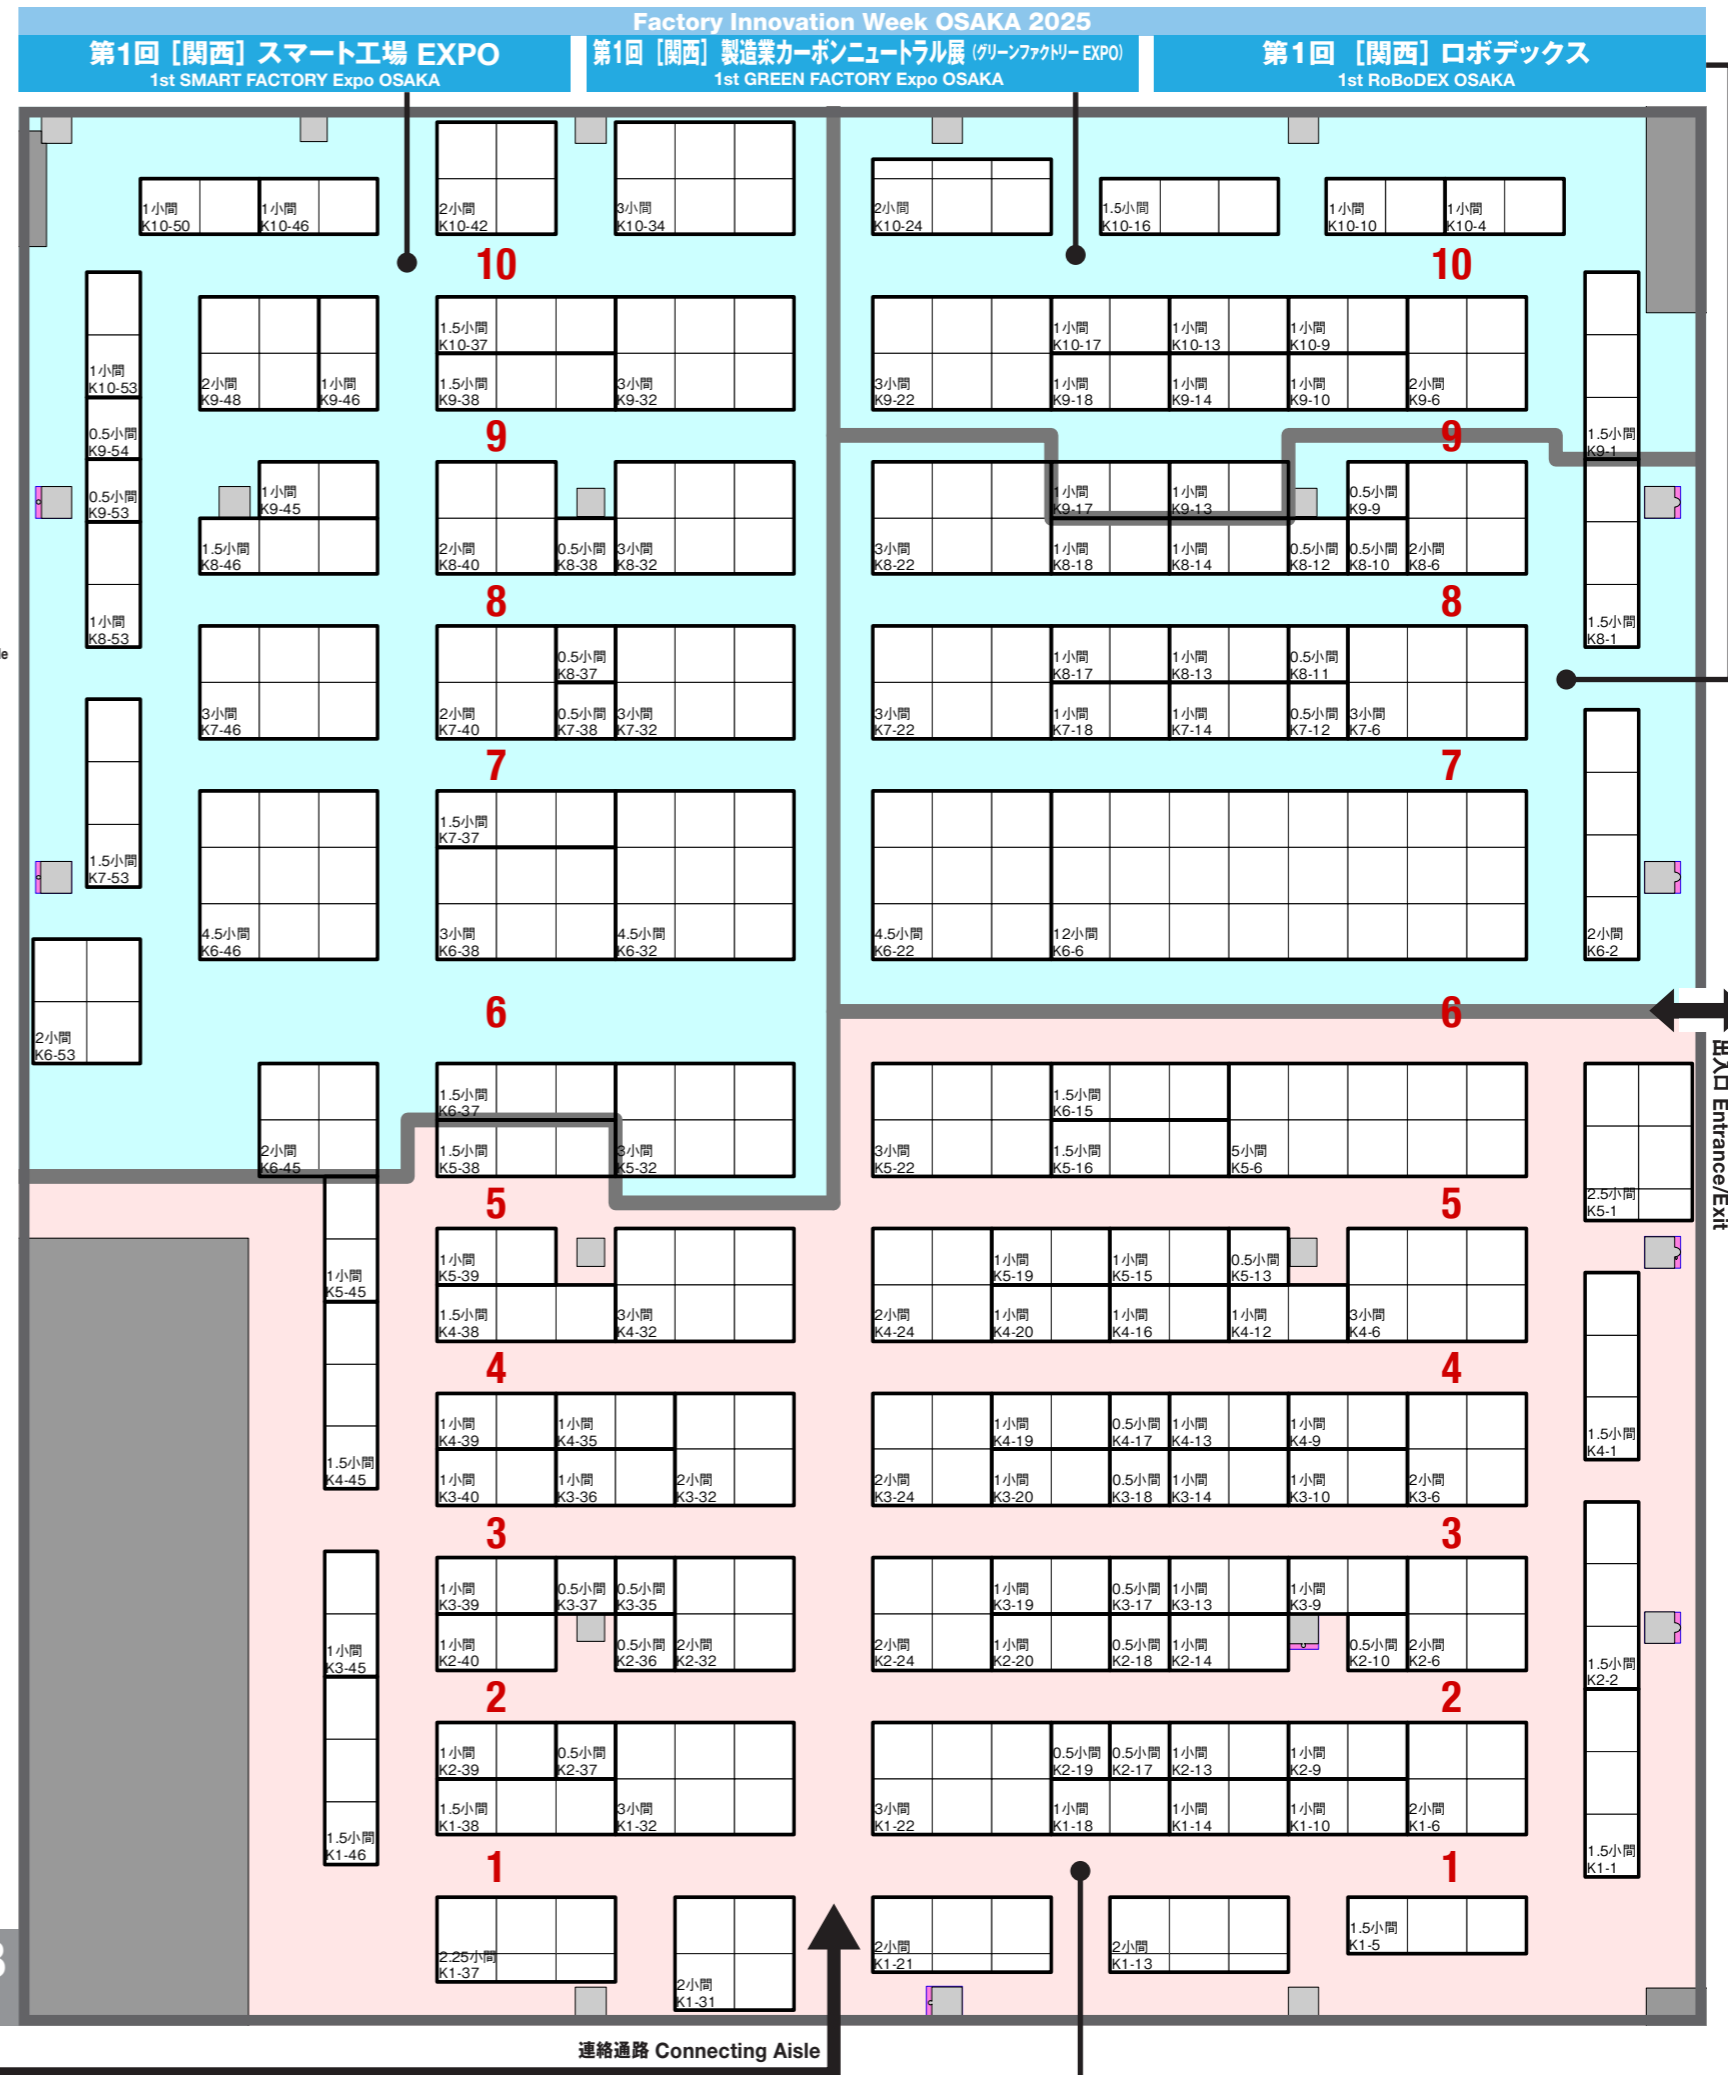 Factory Innovation Week OSAKA 2025
第1回 [関西] スマート工場 EXPO
1st SMART FACTORY Expo OSAKA
第1回 [関西] 製造業カーボンニュートラル展 (グリーンファクトリー EXPO)
1st GREEN FACTORY Expo OSAKA
第1回 [関西] ロボデックス
1st RoBoDEX OSAKA
1小間 1小間 2小間 3小間 2小間 1.5小間 1小間 1小間
K10-50 K10-46 K10-42 K10-34 K10-24 K10-16 K10-10 K10-4
10 10
1.5小間 1小間 1小間 1小間
K10-37 K10-17 K10-13 K10-9
1小間 2小間 1小間 1.5小間 3小間 3小間 1小間 1小間 1小間 2小間
K10-53 K9-48 K9-46 K9-38 K9-32 K9-22 K9-18 K9-14 K9-10 K9-6
0.5小間 1.5小間
K9-54 K9-1
9 9
0.5小間 1小間 1小間 1小間 0.5小間
K9-53 K9-45 K9-17 K9-13 K9-9
1.5小間 2小間 0.5小間 3小間 3小間 1小間 1小間 0.5小間 0.5小間 2小間
K8-46 K8-40 K8-38 K8-32 K8-22 K8-18 K8-14 K8-12 K8-10 K8-6
8 8
1小間 1.5小間
K8-53 K8-1
0.5小間 1小間 1小間 0.5小間
K8-37 K8-17 K8-13 K8-11
3小間 2小間 0.5小間 3小間 3小間 1小間 1小間 0.5小間 3小間
K7-46 K7-40 K7-38 K7-32 K7-22 K7-18 K7-14 K7-12 K7-6
7 7
1.5小間
K7-37
1.5小間
K7-53
4.5小間 3小間 4.5小間 4.5小間 12小間 2小間
K6-46 K6-38 K6-32 K6-22 K6-6 K6-2
6 6
2小間
K6-53
出入口 Entrance/Exit
1.5小間 1.5小間
K6-37 K6-15
2小間 1.5小間 3小間 3小間 1.5小間 5小間
K6-45 K5-38 K5-32 K5-22 K5-16 K5-6
2.5小間
K5-1
5 5
1小間 1小間 1小間 1小間 0.5小間
K5-45 K5-39 K5-19 K5-15 K5-13
1.5小間 3小間 2小間 1小間 1小間 1小間 3小間
K4-38 K4-32 K4-24 K4-20 K4-16 K4-12 K4-6
4 4
1小間 1小間 1小間 0.5小間 1小間 1小間 1.5小間
K4-39 K4-35 K4-19 K4-17 K4-13 K4-9 K4-1
1.5小間 1小間 1小間 2小間 2小間 1小間 0.5小間 1小間 1小間 2小間
K4-45 K3-40 K3-36 K3-32 K3-24 K3-20 K3-18 K3-14 K3-10 K3-6
3 3
1小間 0.5小間 0.5小間 1小間 0.5小間 1小間 1小間
K3-39 K3-37 K3-35 K3-19 K3-17 K3-13 K3-9
1小間 1小間 0.5小間 2小間 2小間 1小間 0.5小間 1小間 0.5小間 2小間 1.5小間
K3-45 K2-40 K2-36 K2-32 K2-24 K2-20 K2-18 K2-14 K2-10 K2-6 K2-2
2 2
1小間 0.5小間 0.5小間 0.5小間 1小間 1小間
K2-39 K2-37 K2-19 K2-17 K2-13 K2-9
1.5小間 1.5小間 3小間 3小間 1小間 1小間 1小間 2小間 1.5小間
K1-46 K1-38 K1-32 K1-22 K1-18 K1-14 K1-10 K1-6 K1-1
1 1
2.25小間 2小間 2小間 2小間 1.5小間
K1-37 K1-31 K1-21 K1-13 K1-5
連絡通路 Connecting Aisle